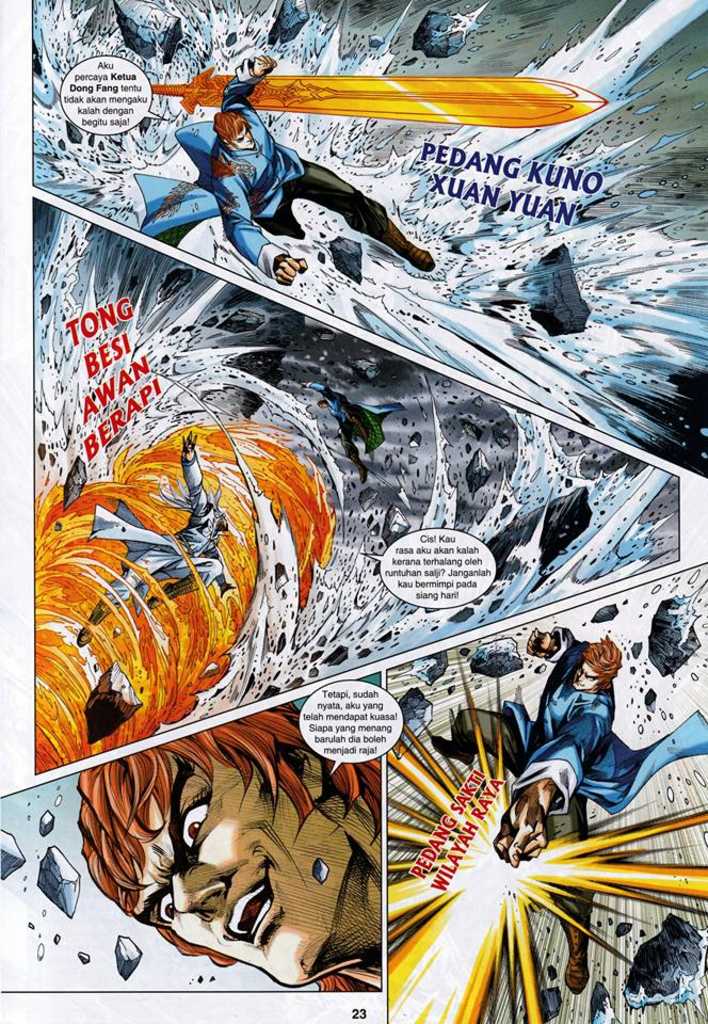 Aku
percaya Ketua
Dong Fang tentu
tidak akan mengaku
kalah dengan
begitu saja!
PEDANG KUNO
XUAN YUAN
TONG
BESI
AWAN
BERAPI
Cis! Kau
rasa aku akan kalah
kerana terhalang oleh
runtuhan salji? Janganlah
kau bermimpi pada
siang hari!
Tetapi, sudah
nyata, aku yang
telah mendapat kuasa!
Siapa yang menang
barulah dia boleh
menjadi raja!
PEDANG SAKTI
WILAYAH RATA
23